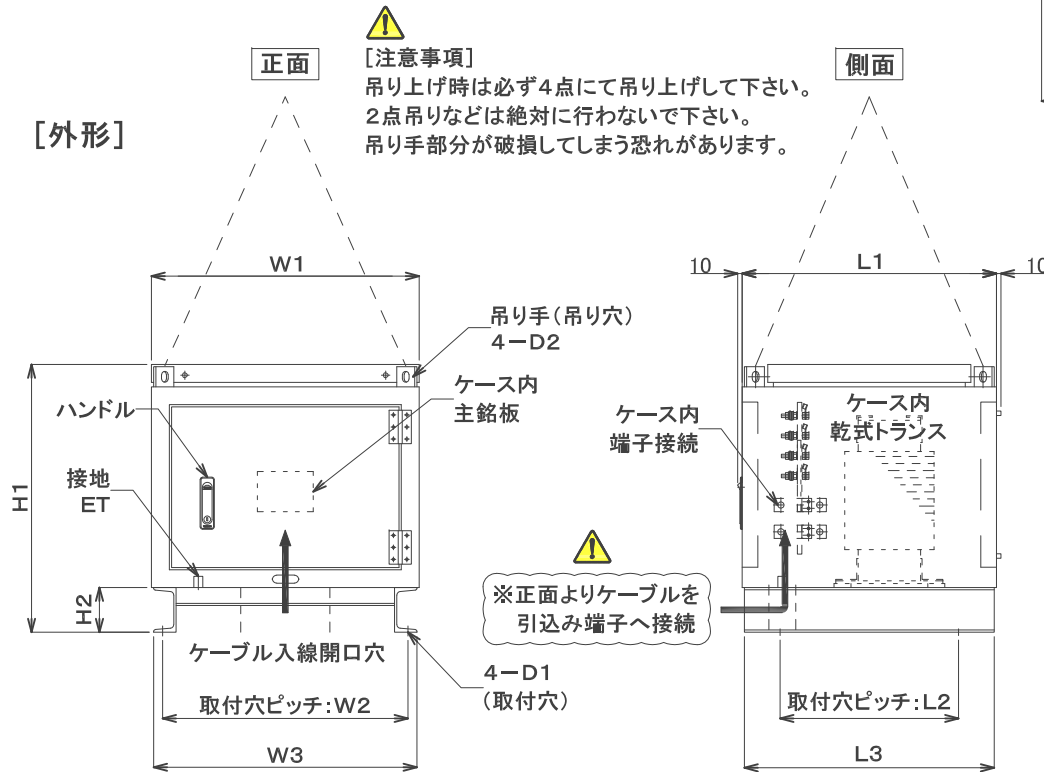 [外形]
正面
[注意事項]
吊り上げ時は必ず4点にて吊り上げして下さい。
2点吊りなどは絶対に行わないで下さい。
吊り手部分が破損してしまう恐れがあります。
側面
W1
10
L1
10
吊り手(吊り穴)
4-D2
ハンドル
ケース内
主銘板
接地
ET
H1
H2
ケーブル入線開口穴
4-D1
(取付穴)
取付穴ピッチ:W2
W3
ケース内
端子接続
ケース内
乾式トランス
※正面よりケーブルを
引込み端子へ接続
取付穴ピッチ:L2
L3